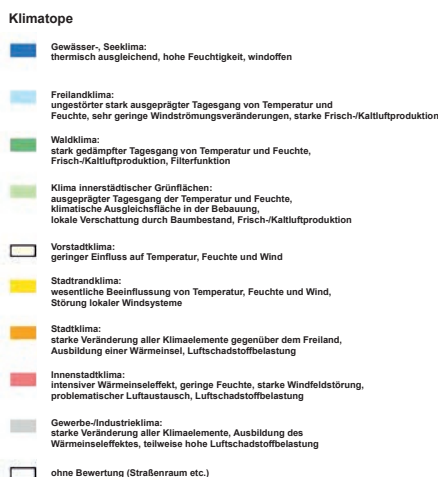 Klimatope
Gewässer-, Seeklima:
thermisch ausgleichend, hohe Feuchtigkeit, windoffen
Freilandklima:
ungestörter stark ausgeprägter Tagesgang von Temperatur und
Feuchte, sehr geringe Windströmungsveränderungen, starke Frisch-/Kaltluftproduktion
Waldklima:
stark gedämpfter Tagesgang von Temperatur und Feuchte,
Frisch-/Kaltluftproduktion, Filterfunktion
Klima innerstädtischer Grünflächen:
ausgeprägter Tagesgang der Temperatur und Feuchte,
klimatische Ausgleichsfläche in der Bebauung,
lokale Verschattung durch Baumbestand, Frisch-/Kaltluftproduktion
Vorstadtklima:
geringer Einfluss auf Temperatur, Feuchte und Wind
Stadtrandklima:
wesentliche Beeinflussung von Temperatur, Feuchte und Wind,
Störung lokaler Windsysteme
Stadtklima:
starke Veränderung aller Klimaelemente gegenüber dem Freiland,
Ausbildung einer Wärmeinsel, Luftschadstoffbelastung
Innenstadtklima:
intensiver Wärmeinseleffekt, geringe Feuchte, starke Windfeldstörung,
problematischer Luftaustausch, Luftschadstoffbelastung
Gewerbe-/Industrieklima:
starke Veränderung aller Klimaelemente, Ausbildung des
Wärmeinseleffektes, teilweise hohe Luftschadstoffbelastung
ohne Bewertung (Straßenraum etc.)